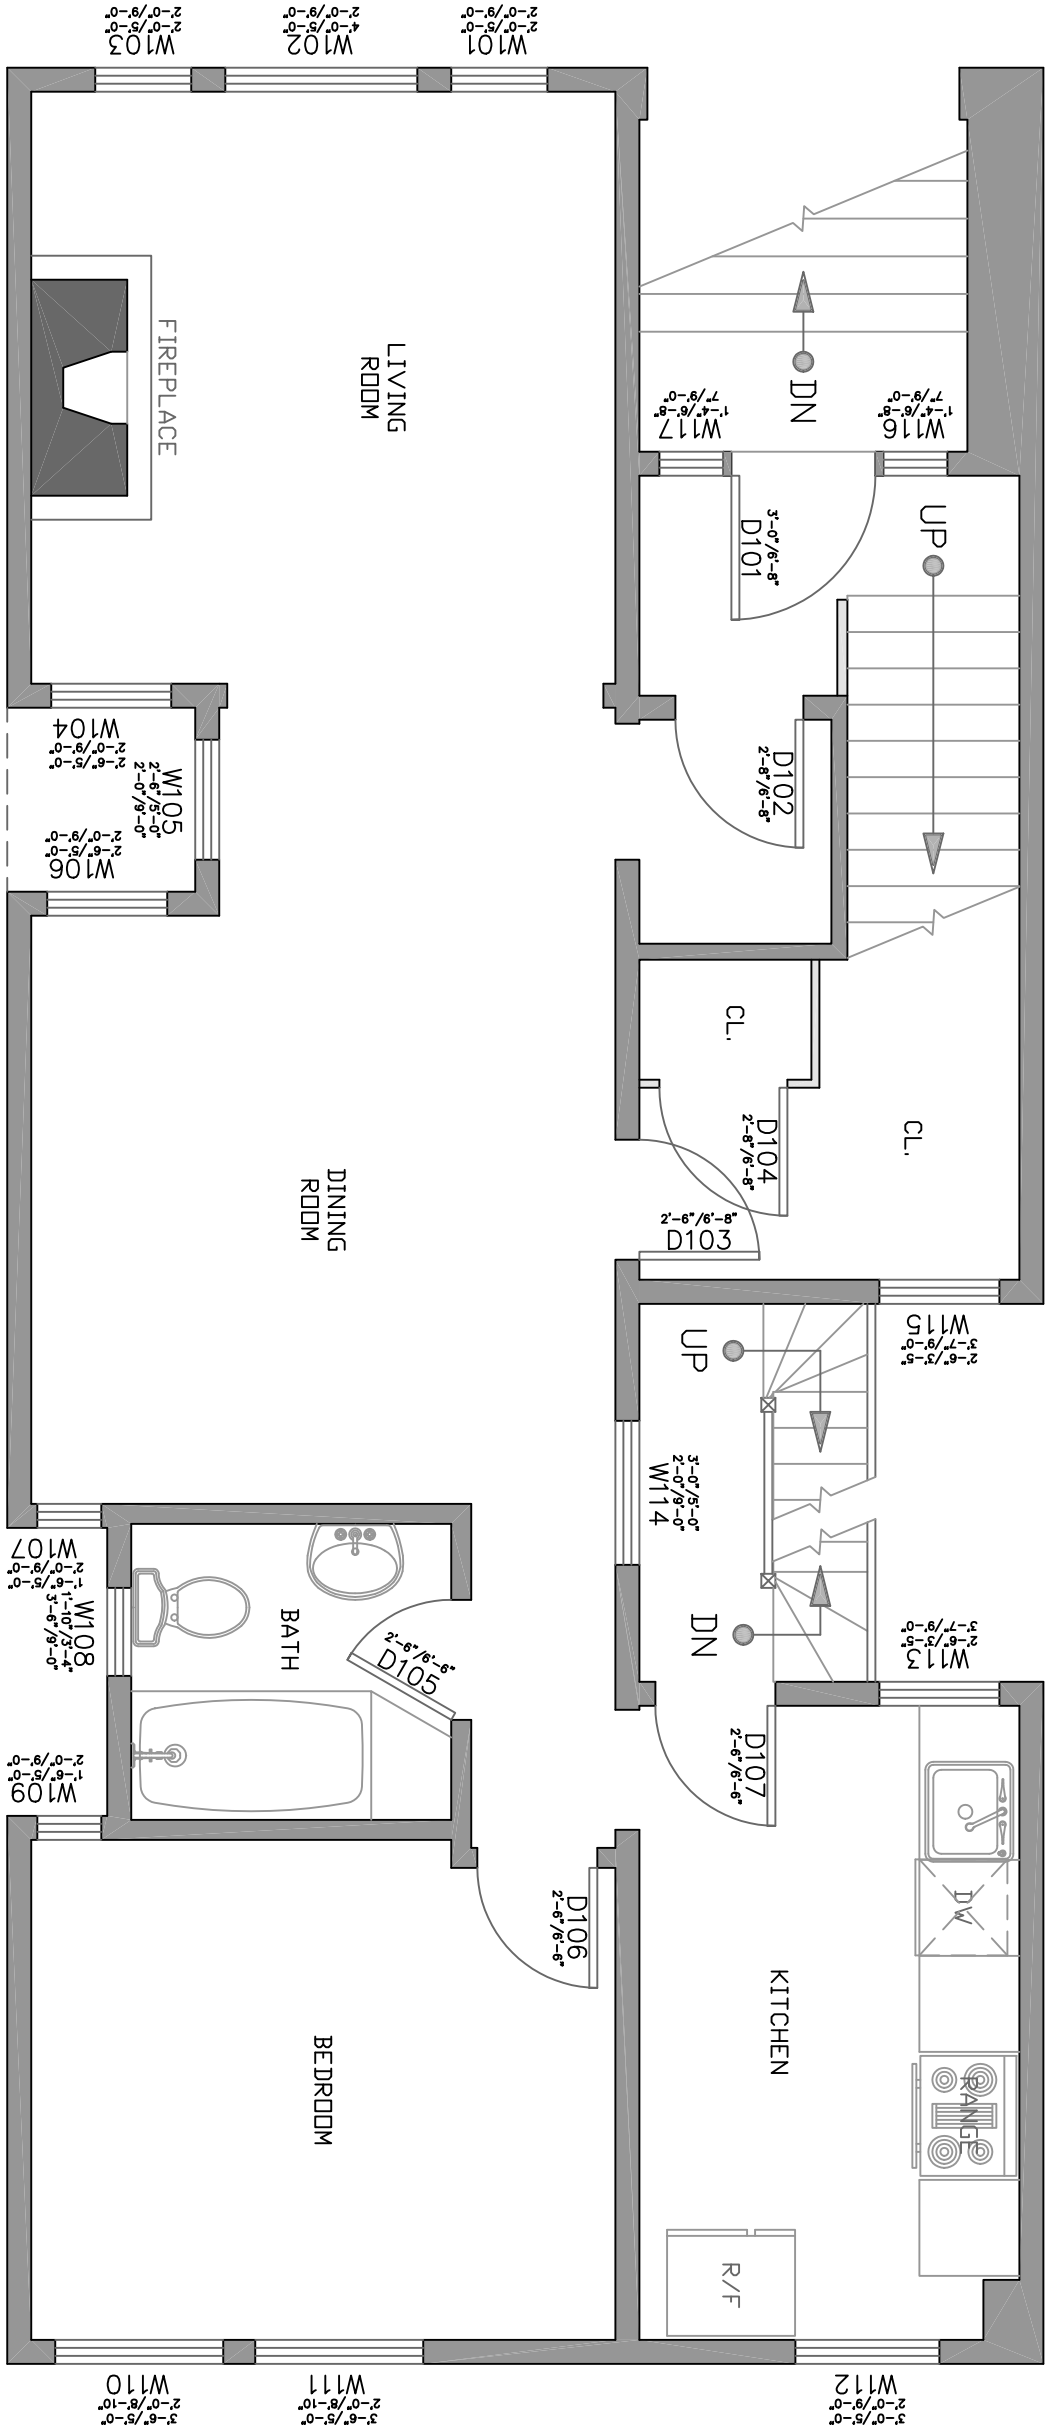 W103
2'-0"/5'-0"
2'-0"/9'-0"
W102
4'-0"/5'-0"
2'-0"/9'-0"
W101
2'-0"/5'-0"
2'-0"/9'-0"
FIREPLACE
LIVING
ROOM
DN
W117
1'-4"/6'-8"
7"/9'-0"
W116
1'-4"/6'-8"
7"/9'-0"
D101
3'-0"/6'-8"
UP
W104
2'-6"/5'-0"
2'-0"/9'-0"
W105
2'-6"/5'-0"
2'-0"/9'-0"
W106
2'-6"/5'-0"
2'-0"/9'-0"
D102
2'-8"/6'-8"
CL.
CL.
D104
2'-8"/6'-8"
2'-6"/6'-8"
D103
DINING
ROOM
W115
2'-6"/3'-5"
3'-7"/9'-0"
UP
3'-0"/5'-0"
2'-0"/9'-0"
W114
DN
W107
1'-6"/5'-0"
2'-0"/9'-0"
W108
1'-10"/3'-4"
3'-6"/9'-0"
BATH
2'-6"/6'-6"
D105
W113
2'-6"/3'-5"
3'-7"/9'-0"
W109
1'-6"/5'-0"
2'-0"/9'-0"
D107
2'-6"/6'-6"
D106
2'-6"/6'-6"
DW
KITCHEN
RANGE
BEDROOM
R/F
W110
3'-6"/5'-0"
2'-0"/8'-10"
W111
3'-6"/5'-0"
2'-0"/8'-10"
W112
3'-0"/5'-0"
2'-0"/9'-0"